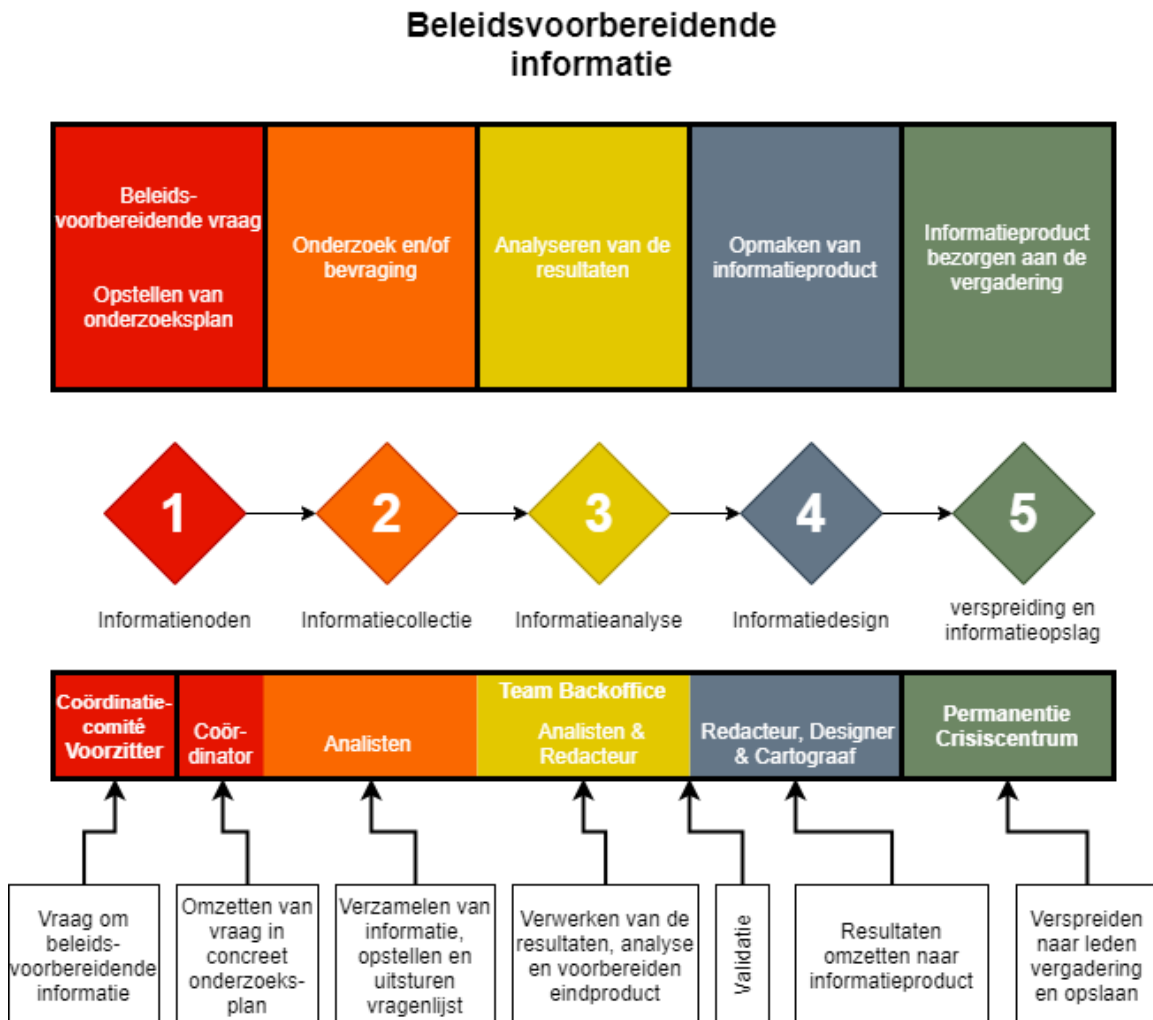 Beleidsvoorbereidende
informatie
Beleids-
voorbereidende vraag
Opstellen van
onderzoeksplan
Onderzoek en/of
bevraging
Analyseren van de
resultaten
Opmaken van
informatieproduct
Informatieproduct
bezorgen aan de
vergadering
1
2
3
4
5
Informatienoden
Informatiecollectie
Informatieanalyse
Informatiedesign
verspreiding en
informatieopslag
Coördinatie-
comité
Voorzitter
Coör-
dinator
Analisten
Team Backoffice
Analisten &
Redacteur
Redacteur, Designer
& Cartograaf
Permanentie
Crisiscentrum
Vraag om
beleids-
voorbereidende
informatie
Omzetten van
vraag in
concreet
onderzoeks-
plan
Verzamelen van
informatie,
opstellen en
uitsturen
vragenlijst
Verwerken van de
resultaten, analyse
en voorbereiden
eindproduct
Validatie
Resultaten
omzetten naar
informatieproduct
Verspreiden
naar leden
vergadering
en opslaan